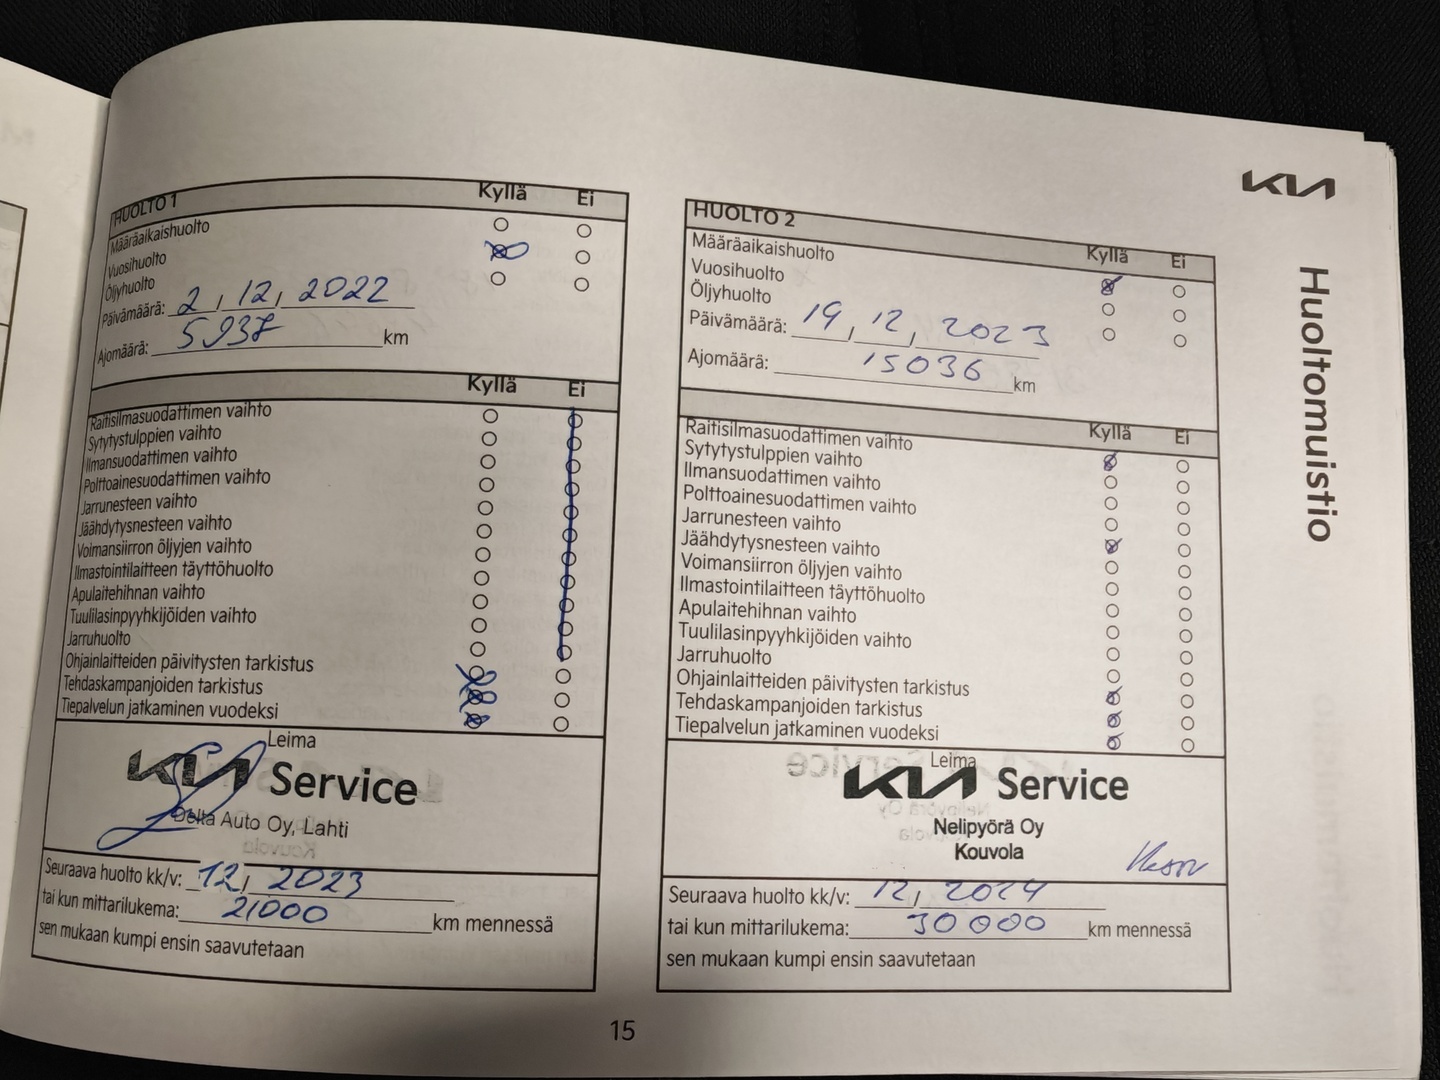 KIA
Huoltomuistio
HUOLTO 1 Kyllä Ei
Määräaikaishuolto
Vuosihuolto
Öljyhuolto
Päivämäärä: 2, 12, 2022
Ajomäärä: 5937 km
Kyllä Ei
Raitisilmasuodattimen vaihto
Sytytystulppien vaihto
Ilmansuodattimen vaihto
Polttoainesuodattimen vaihto
Jarrunesteen vaihto
Jäähdytysnesteen vaihto
Voimansiirron öljyjen vaihto
Ilmastointilaitteen täyttöhuolto
Apulaitehihnan vaihto
Tuulilasinpyyhkijöiden vaihto
Jarruhuolto
Ohjainlaitteiden päivitysten tarkistus
Tehdaskampanjoiden tarkistus
Tiepalvelun jatkaminen vuodeksi
Leima
KIA Service
Delta Auto Oy, Lahti
Seuraava huolto kk/v: 12, 2023
tai kun mittarilukema: 21000 km mennessä
sen mukaan kumpi ensin saavutetaan
HUOLTO 2 Kyllä Ei
Määräaikaishuolto
Vuosihuolto
Öljyhuolto
Päivämäärä: 19, 12, 2023
Ajomäärä: 15036 km
Kyllä Ei
Raitisilmasuodattimen vaihto
Sytytystulppien vaihto
Ilmansuodattimen vaihto
Polttoainesuodattimen vaihto
Jarrunesteen vaihto
Jäähdytysnesteen vaihto
Voimansiirron öljyjen vaihto
Ilmastointilaitteen täyttöhuolto
Apulaitehihnan vaihto
Tuulilasinpyyhkijöiden vaihto
Jarruhuolto
Ohjainlaitteiden päivitysten tarkistus
Tehdaskampanjoiden tarkistus
Tiepalvelun jatkaminen vuodeksi
Leima
KIA Service
Nelipyörä Oy
Kouvola
Seuraava huolto kk/v: 12, 2024
tai kun mittarilukema: 30000 km mennessä
sen mukaan kumpi ensin saavutetaan
15